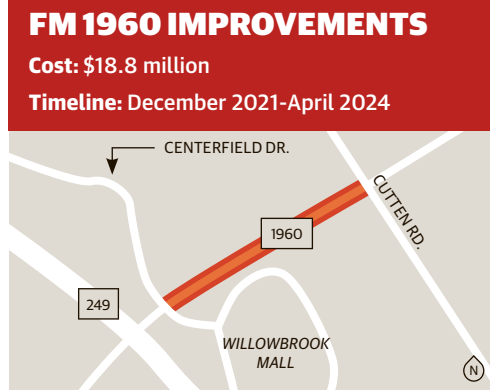 FM 1960 IMPROVEMENTS
Cost: $18.8 million
Timeline: December 2021-April 2024
CENTERFIELD DR.
CUTTEN RD.
1960
249
WILLOWBROOK
MALL
N